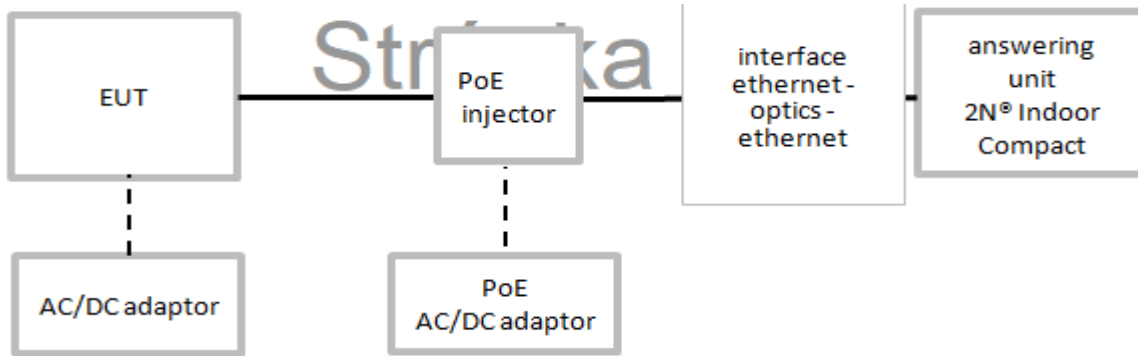 EUT
PoE
injector
interface
ethernet -
optics -
ethernet
answering
unit
2N® Indoor
Compact
AC/DC adaptor
PoE
AC/DC adaptor